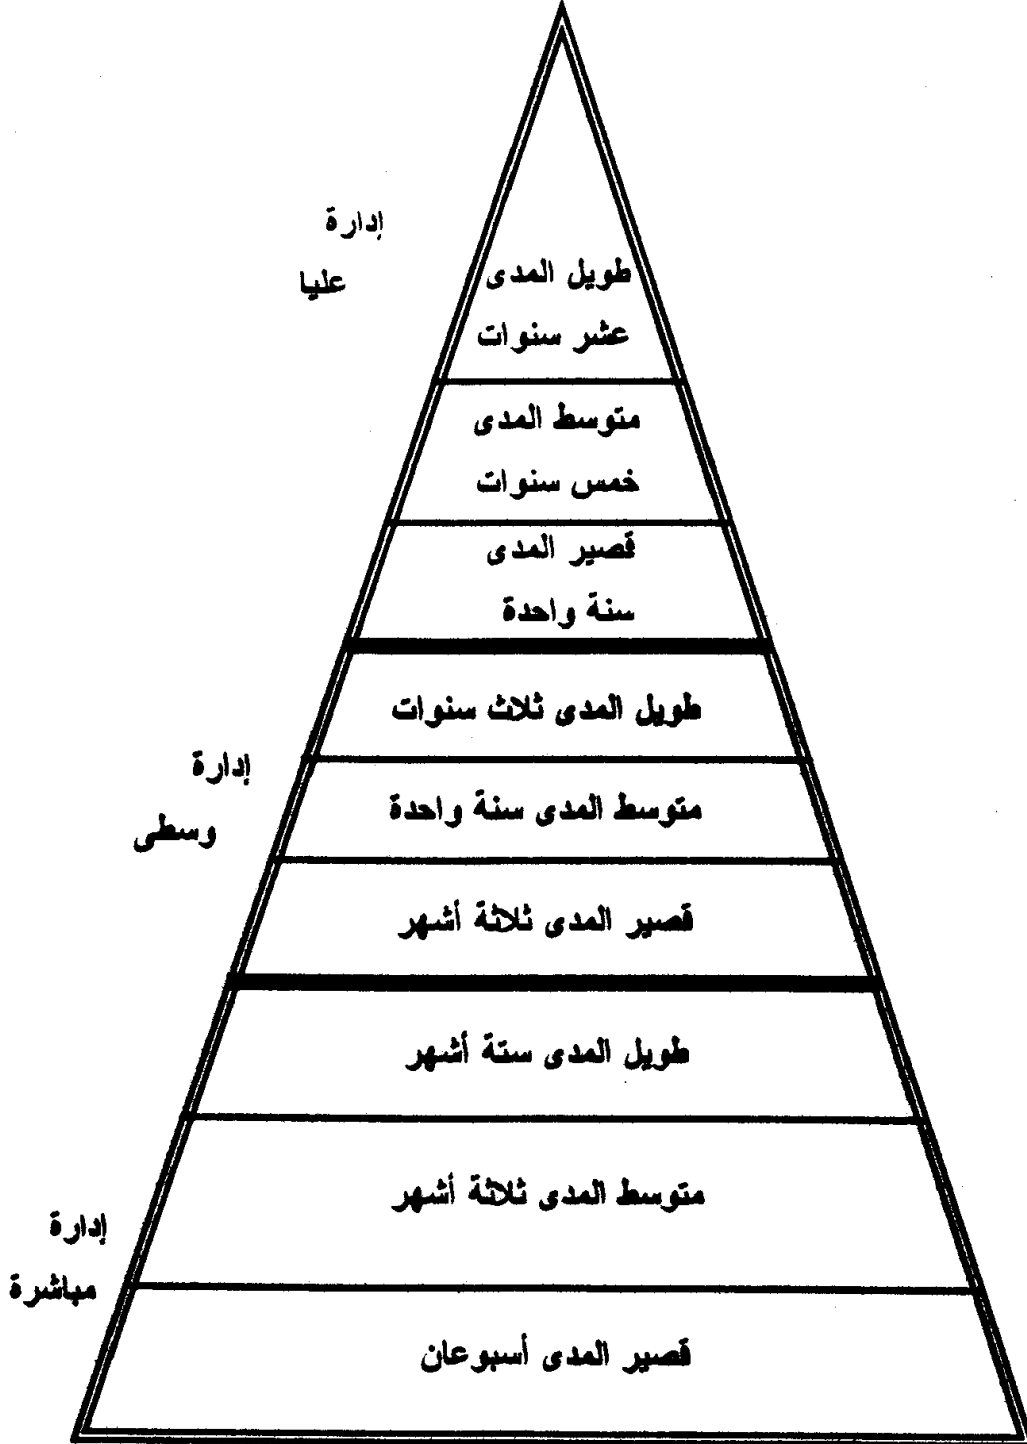 إدارة
عليا
طويل المدى
عشر سنوات
متوسط المدى
خمس سنوات
قصير المدى
سنة واحدة
إدارة
وسطى
طويل المدى ثلاث سنوات
متوسط المدى سنة واحدة
قصير المدى ثلاثة أشهر
إدارة
مباشرة
طويل المدى ستة أشهر
متوسط المدى ثلاثة أشهر
قصير المدى أسبوعان